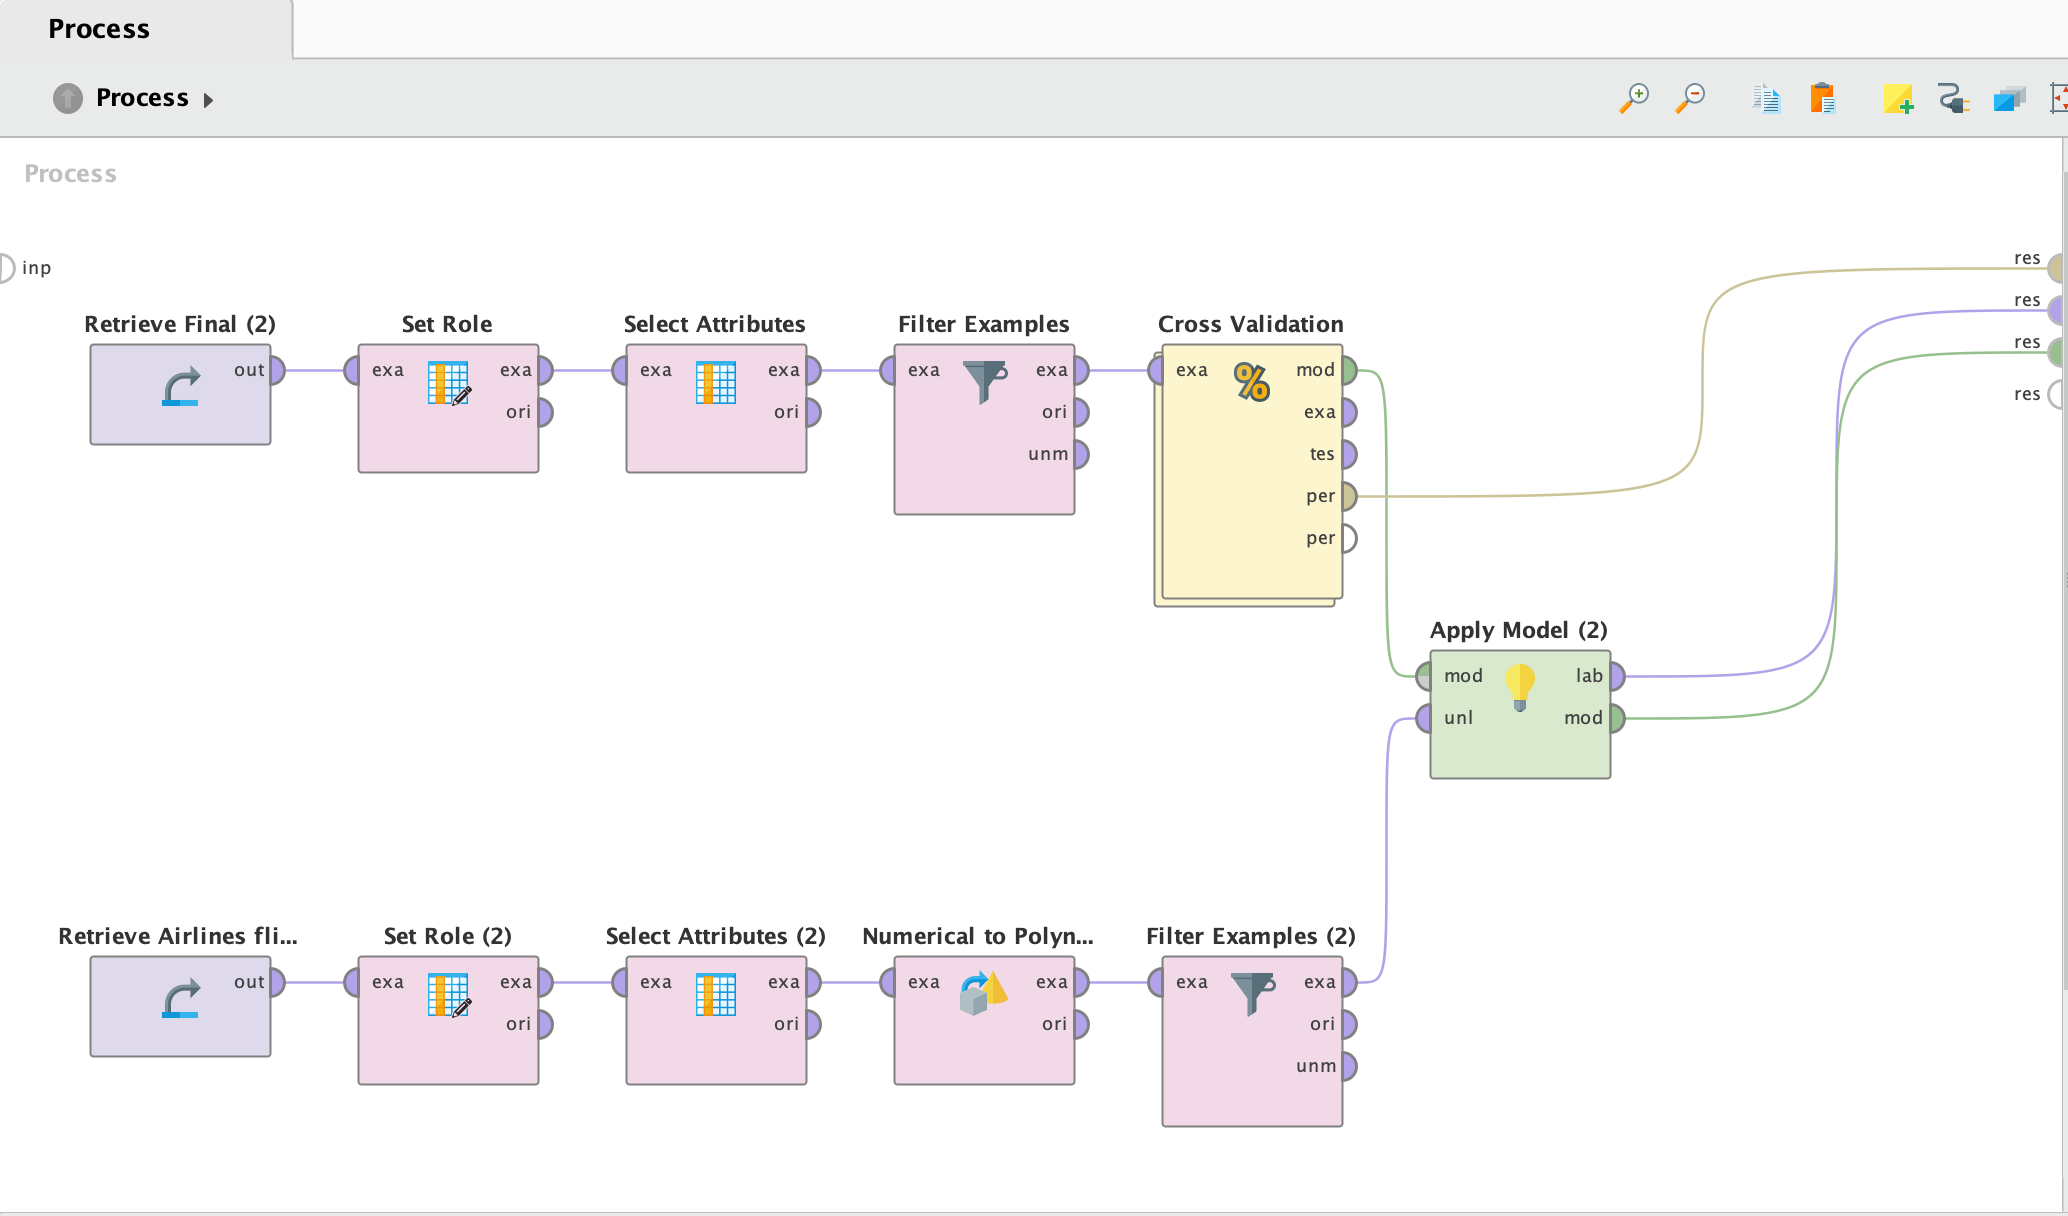 Process
Process
Process
inp
res
res
res
res
Retrieve Final (2)
out
Set Role
exa exa
ori
Select Attributes
exa exa
ori
Filter Examples
exa exa
ori
unm
Cross Validation
exa % mod
exa
tes
per
per
Apply Model (2)
mod lab
unl mod
Retrieve Airlines fli...
out
Set Role (2)
exa exa
ori
Select Attributes (2)
exa exa
ori
Numerical to Polyn...
exa exa
ori
Filter Examples (2)
exa exa
ori
unm